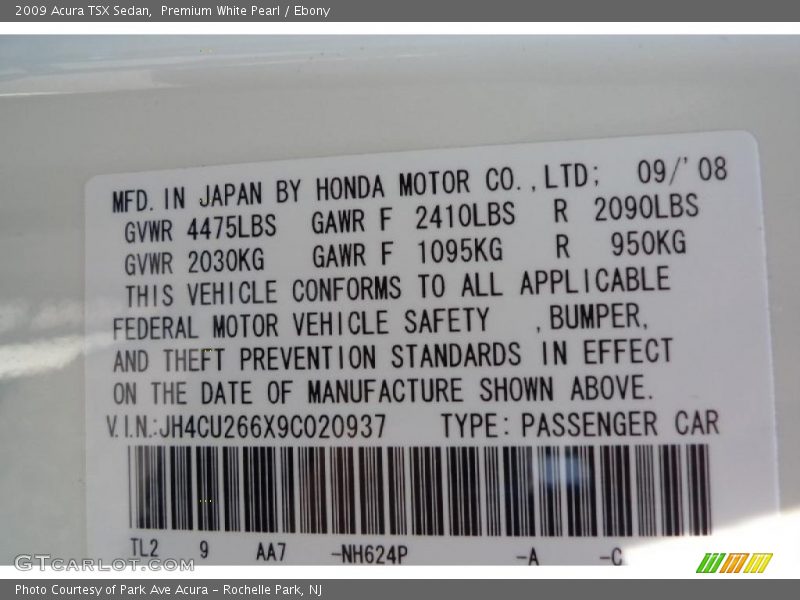 2009 Acura TSX Sedan,  Premium White Pearl / Ebony
MFD. IN JAPAN BY HONDA MOTOR CO., LTD; 09/'08
GVWR 4475LBS GAWR F 2410LBS R 2090LBS
GVWR 2030KG GAWR F 1095KG R 950KG
THIS VEHICLE CONFORMS TO ALL APPLICABLE
FEDERAL MOTOR VEHICLE SAFETY , BUMPER,
AND THEFT PREVENTION STANDARDS IN EFFECT
ON THE DATE OF MANUFACTURE SHOWN ABOVE.
V.I.N.:JH4CU266X9C020937 TYPE: PASSENGER CAR
TL2 9 AA7 -NH624P -A -C
GTCarLot.com
Photo Courtesy of Park Ave Acura - Rochelle Park, NJ